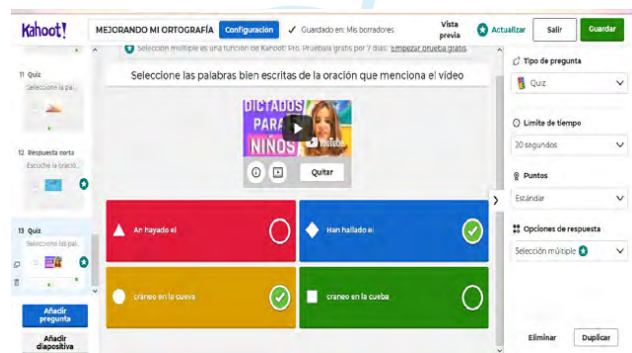 Kahoot!
MEJORANDO MI ORTOGRAFÍA
Configuración
✓ Guardado en: Mis borradores
Vista previa
Actualizar
Salir
Guardar
Selección múltiple es una función de Kahoot! Pro. Pruébala gratis por 7 días. Empezar prueba gratis
11 Quiz
Seleccione la pa...
12 Respuesta corta
Escuche la oració...
13 Quiz
Seleccione las pal...
Añadir pregunta
Añadir diapositiva
Seleccione las palabras bien escritas de la oración que menciona el video
DICTADOS
PARA
NIÑOS
YouTube
Quitar
An hayado el
Han hallado el
cráneo en la cueva
craneo en la cueba
Tipo de pregunta
Quiz
Límite de tiempo
20 segundos
Puntos
Estándar
Opciones de respuesta
Selección múltiple
Eliminar
Duplicar